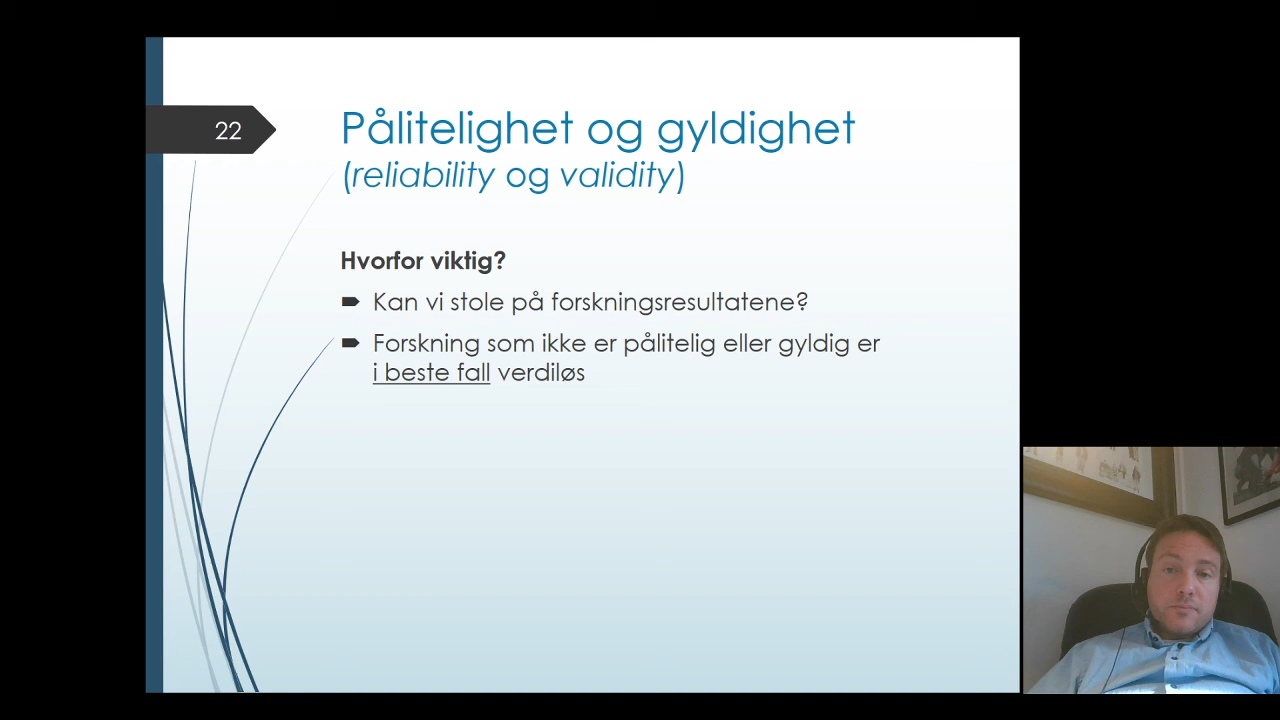 22
Pålitelighet og gyldighet
(reliability og validity)
Hvorfor viktig?
Kan vi stole på forskningsresultatene?
Forskning som ikke er pålitelig eller gyldig er
i beste fall verdiløs